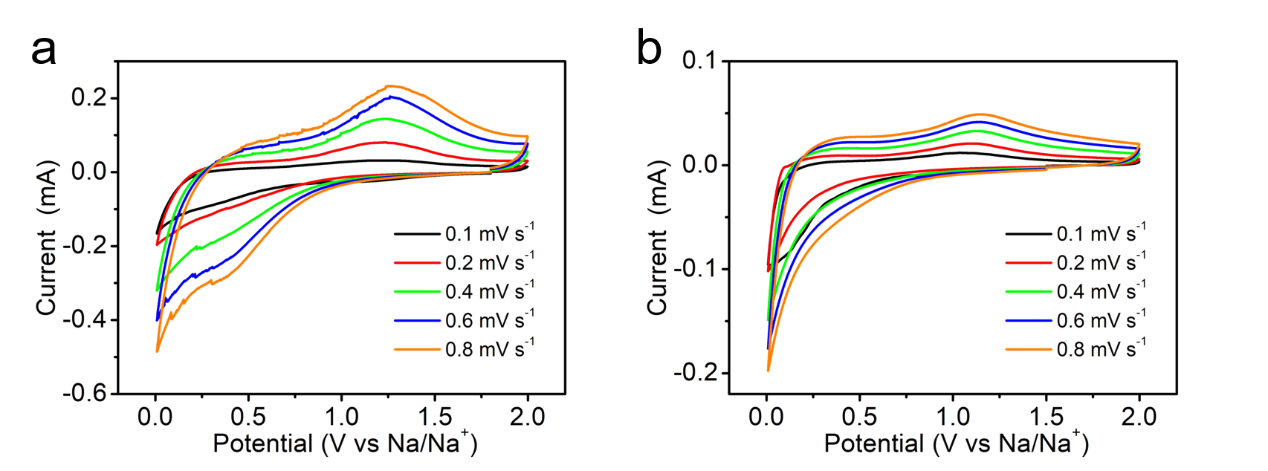 a
0.2
0.0
-0.2
-0.4
-0.6
Current (mA)
0.1 mV s⁻¹
0.2 mV s⁻¹
0.4 mV s⁻¹
0.6 mV s⁻¹
0.8 mV s⁻¹
0.0 0.5 1.0 1.5 2.0
Potential (V vs Na/Na⁺)
b
0.1
0.0
-0.1
-0.2
Current (mA)
0.1 mV s⁻¹
0.2 mV s⁻¹
0.4 mV s⁻¹
0.6 mV s⁻¹
0.8 mV s⁻¹
0.0 0.5 1.0 1.5 2.0
Potential (V vs Na/Na⁺)